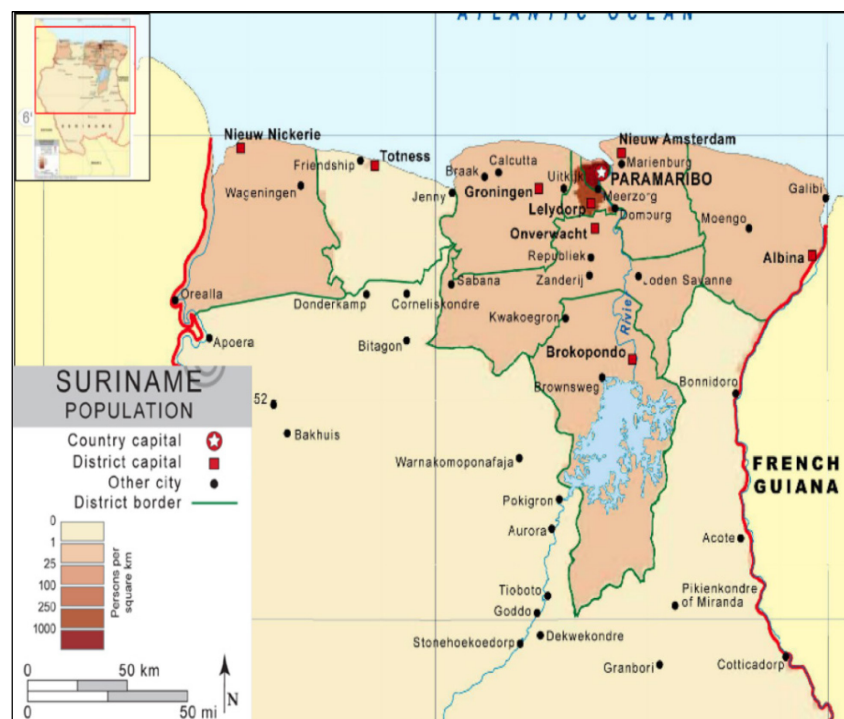 ATLANTIC OCEAN
6'
SURINAME
Nieuw Nickerie
Friendship
Totness
Wageningen
Jenny
Braak
Calcutta
Groningen
Uitkijk
Nieuw Amsterdam
Marienburg
PARAMARIBO
Meerzorg
Lelydorp
Domburg
Onverwacht
Moengo
Galibi
Albina
Republiek
Zanderij
Sabana
Loden Savanne
Orealla
Donderkamp
Corneliskondre
Kwakoegron
Rivie
Apoera
Bitagon
Brokopondo
Brownsweg
Bonnidoro
SURINAME
POPULATION
52
Bakhuis
Country capital
District capital
Other city
District border
Warnakomoponafaja
FRENCH
GUIANA
Pokigron
Aurora
Acote
0
1
25
100
250
1000
Persons per
square km
Tioboto
Goddo
Pikienkondre
of Miranda
Stonehoekoedorp
Dekwekondre
Granbori
Cotticadorp
0 50 km
0 50 mi
N